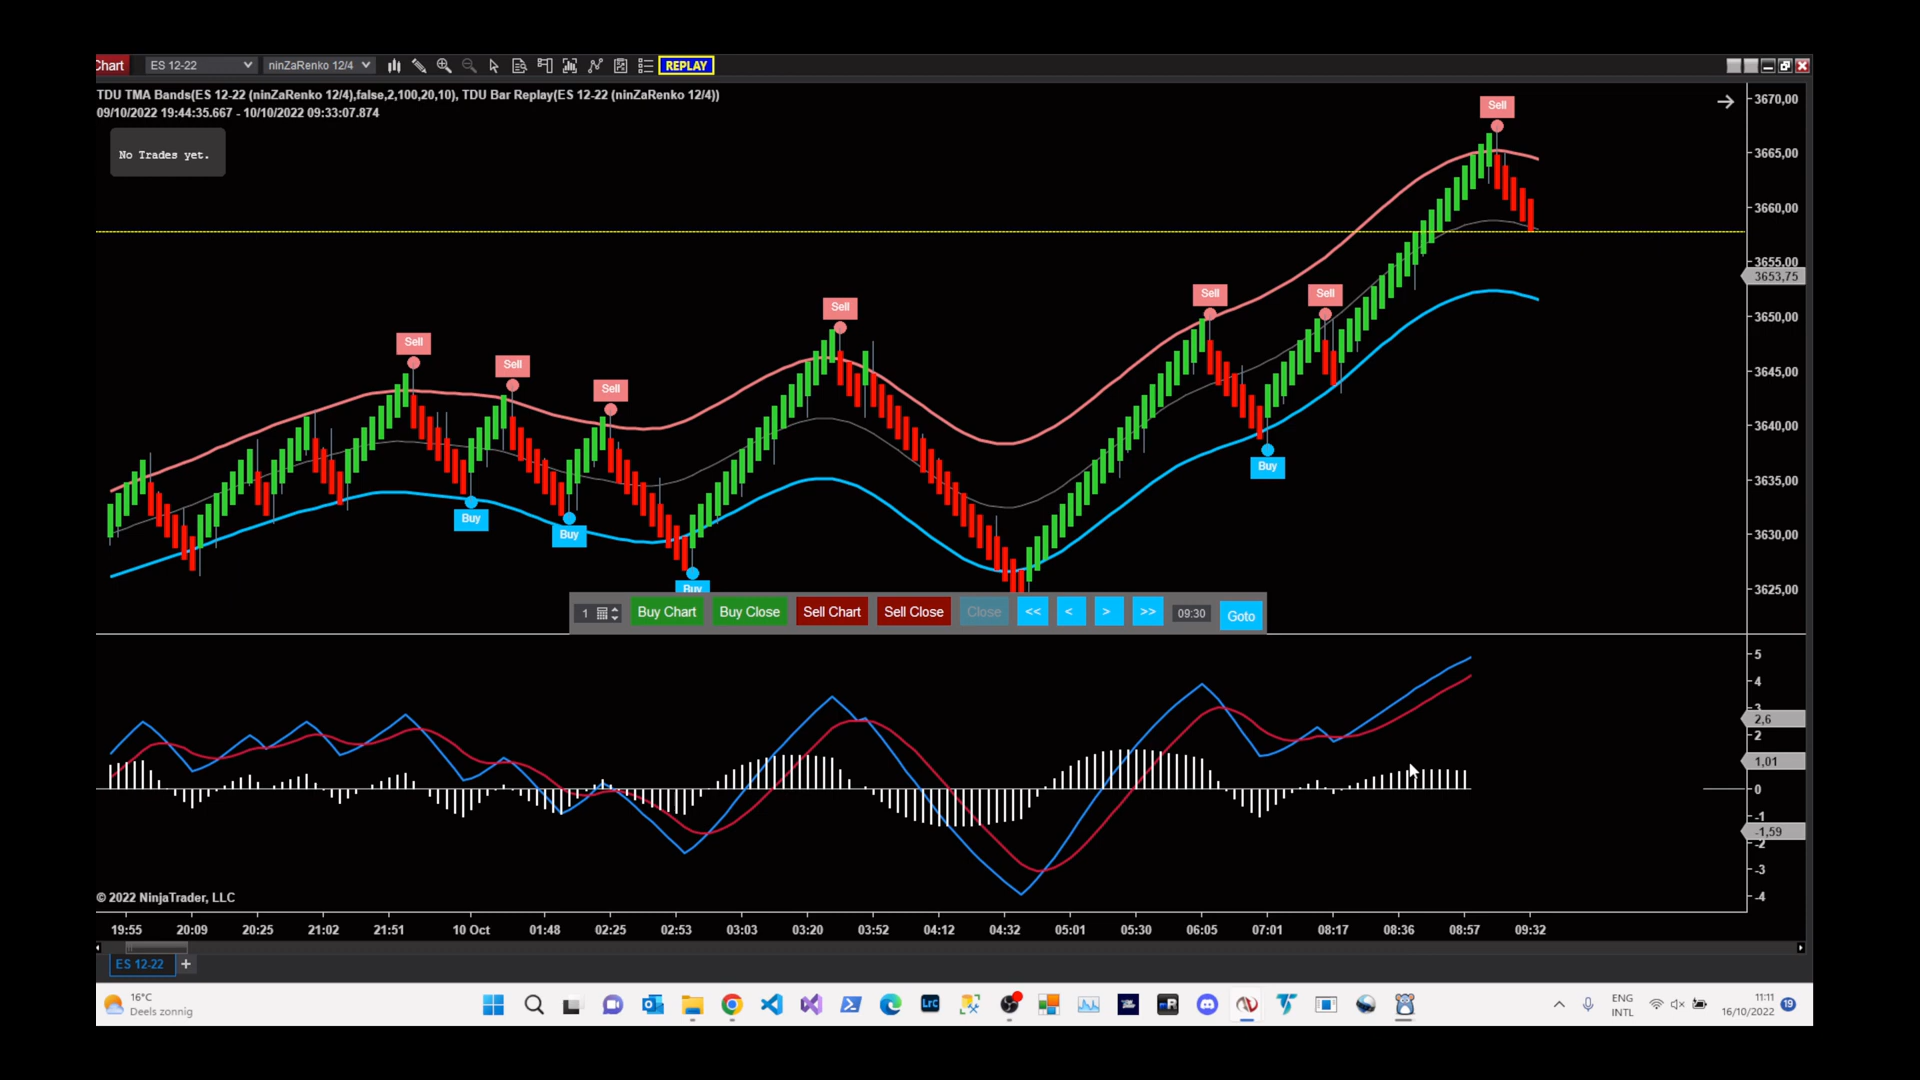 Chart ES 12-22 ninZaRenko 12/4 REPLAY
TDU TMA Bands(ES 12-22 (ninZaRenko 12/4),false,2,100,20,10), TDU Bar Replay(ES 12-22 (ninZaRenko 12/4))
09/10/2022 19:44:35.667 - 10/10/2022 09:33:07.874
No Trades yet.
Sell
Sell
Sell
Sell
Sell
Sell
Sell
Buy
Buy
Buy
Buy
3670,00
3665,00
3660,00
3655,00
3653,75
3650,00
3645,00
3640,00
3635,00
3630,00
3625,00
1 Buy Chart Buy Close Sell Chart Sell Close Close << < > >> 09:30 Goto
5
4
3
2,6
2
1,01
0
-1
-1,59
-2
-3
-4
© 2022 NinjaTrader, LLC
19:55 20:09 20:25 21:02 21:51 10 Oct 01:48 02:25 02:53 03:03 03:20 03:52 04:12 04:32 05:01 05:30 06:05 07:01 08:17 08:36 08:57 09:32
ES 12-22 +
16°C
Deels zonnig
Lrc
R
ENG
INTL
11:11
16/10/2022
19